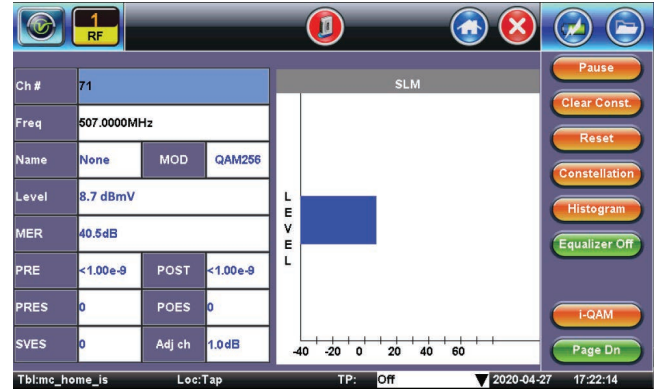 1
RF
Ch # 71
Freq 507.0000MHz
Name None MOD QAM256
Level 8.7 dBmV
MER 40.5dB
PRE <1.00e-9 POST <1.00e-9
PRES 0 POES 0
SVES 0 Adj ch 1.0dB
SLM
LEVEL
-40 -20 0 20 40 60
Pause
Clear Const.
Reset
Constellation
Histogram
Equalizer Off
i-QAM
Page Dn
Tbl:mc_home_is Loc:Tap TP: Off 2020-04-27 17:22:14